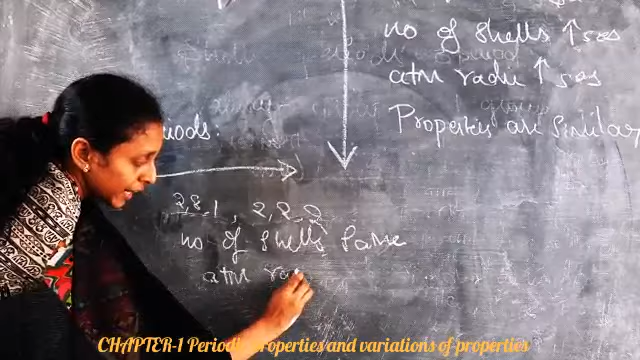 no of shells ↑ ses
atm radii ↑ ses
Properties are similar
iods:
2,8,1, 2,8,2
no of shells same
atm ra
CHAPTER-1 Periodic properties and variations of properties